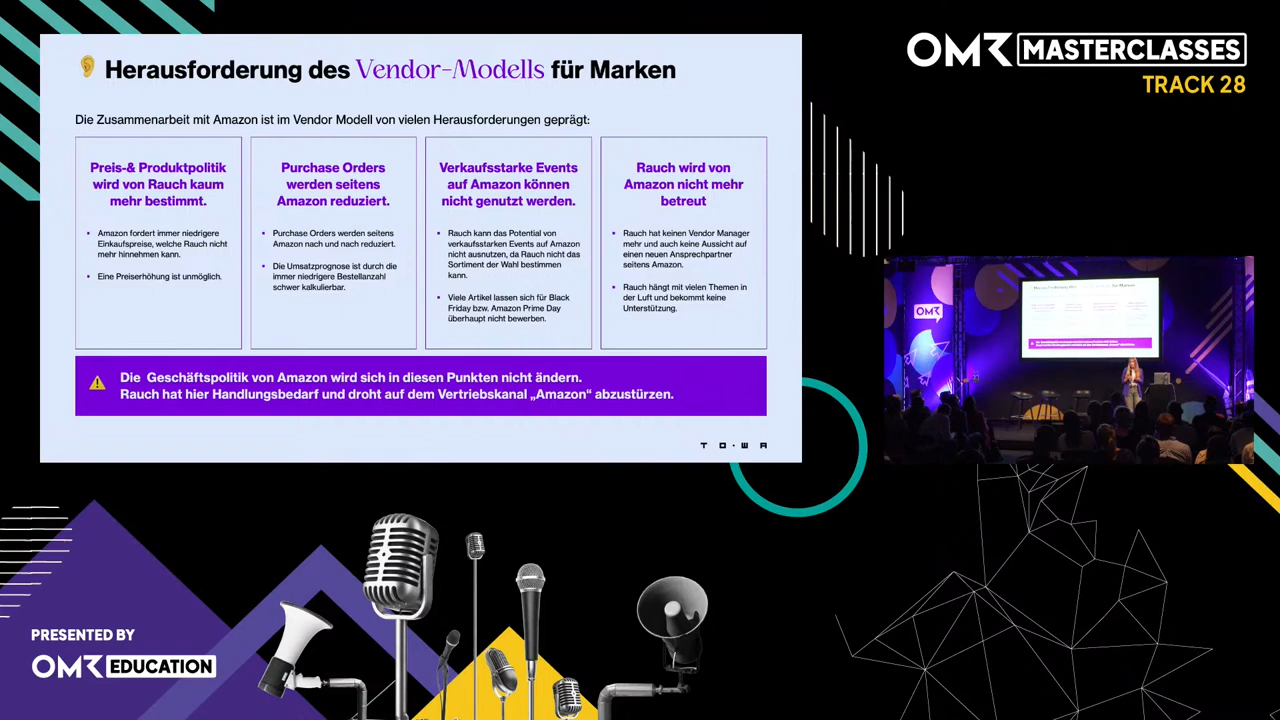 OMR MASTERCLASSES
TRACK 28
Herausforderung des Vendor-Modells für Marken
Die Zusammenarbeit mit Amazon ist im Vendor Modell von vielen Herausforderungen geprägt:
Preis-& Produktpolitik
wird von Rauch kaum
mehr bestimmt.
▪ Amazon fordert immer niedrigere
Einkaufspreise, welche Rauch nicht
mehr hinnehmen kann.
▪ Eine Preiserhöhung ist unmöglich.
Purchase Orders
werden seitens
Amazon reduziert.
▪ Purchase Orders werden seitens
Amazon nach und nach reduziert.
▪ Die Umsatzprognose ist durch die
immer niedrigere Bestellanzahl
schwer kalkulierbar.
Verkaufsstarke Events
auf Amazon können
nicht genutzt werden.
▪ Rauch kann das Potential von
verkaufsstarken Events auf Amazon
nicht ausnutzen, da Rauch nicht das
Sortiment der Wahl bestimmen
kann.
▪ Viele Artikel lassen sich für Black
Friday bzw. Amazon Prime Day
überhaupt nicht bewerben.
Rauch wird von
Amazon nicht mehr
betreut
▪ Rauch hat keinen Vendor Manager
mehr und auch keine Aussicht auf
einen neuen Ansprechpartner
seitens Amazon.
▪ Rauch hängt mit vielen Themen in
der Luft und bekommt keine
Unterstützung.
Die Geschäftspolitik von Amazon wird sich in diesen Punkten nicht ändern.
Rauch hat hier Handlungsbedarf und droht auf dem Vertriebskanal „Amazon“ abzustürzen.
TO·WA
OMR
PRESENTED BY
OMR EDUCATION